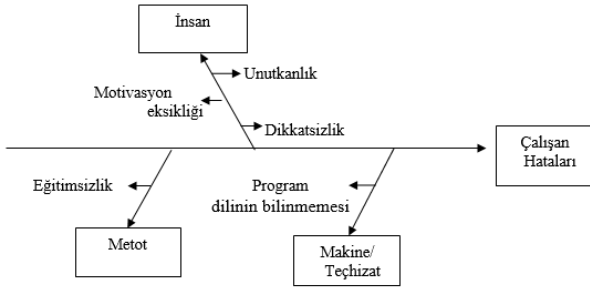 İnsan
Unutkanlık
Motivasyon
eksikliği
Dikkatsizlik
Çalışan
Hataları
Eğitimsizlik
Program
dilinin bilinmemesi
Metot
Makine/
Teçhizat